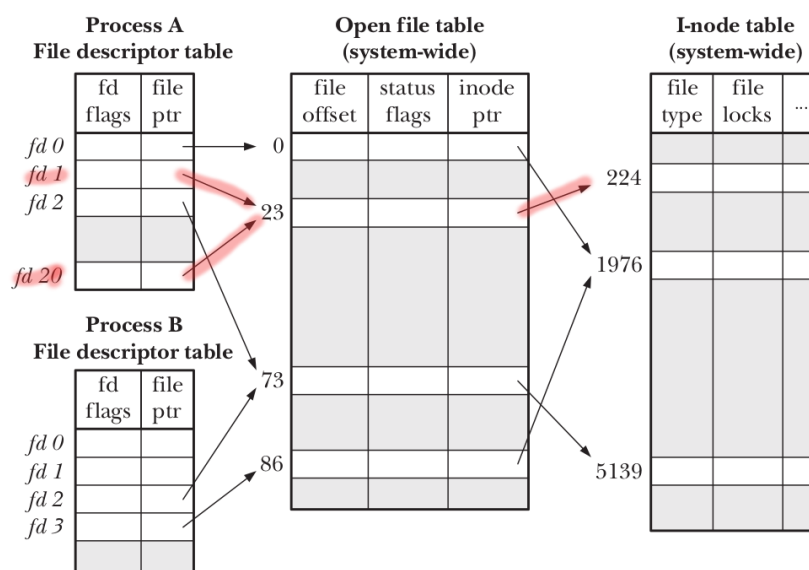 Process A
File descriptor table
fd
flags
file
ptr
fd 0
fd 1
fd 2
fd 20
Process B
File descriptor table
fd
flags
file
ptr
fd 0
fd 1
fd 2
fd 3
Open file table
(system-wide)
file
offset
status
flags
inode
ptr
0
23
73
86
I-node table
(system-wide)
file
type
file
locks
...
224
1976
5139